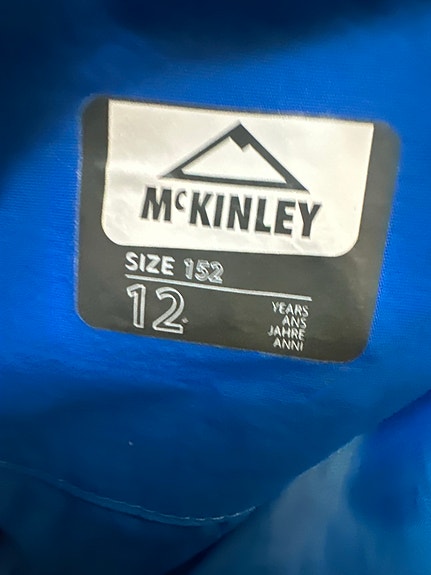 McKINLEY
SIZE 152
12
YEARS
ANS
JAHRE
ANNI